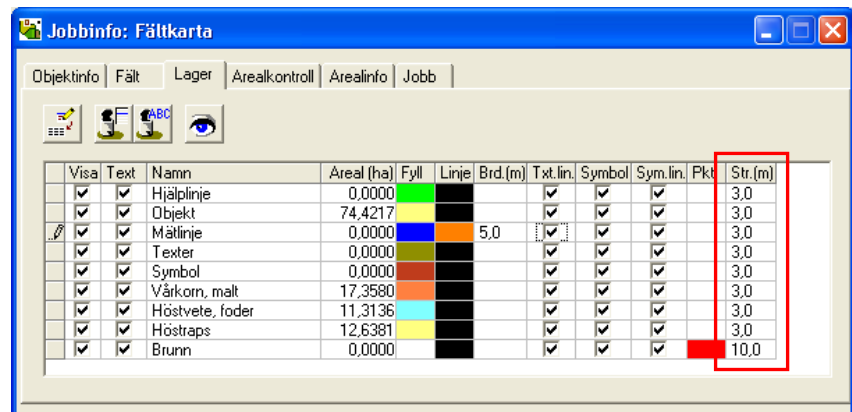 Jobbinfo: Fältkarta
Objektinfo Fält Lager Arealkontroll Arealinfo Jobb
F ABC
Visa Text Namn Areal (ha) Fyll Linje Brd.(m) Txt.lin. Symbol Sym.lin. Pkt Str.(m)
Hjälplinje 0,0000 3,0
Objekt 74,4217 3,0
Mätlinje 0,0000 5,0 3,0
Texter 0,0000 3,0
Symbol 0,0000 3,0
Vårkorn, malt 17,3580 3,0
Höstvete, foder 11,3136 3,0
Höstraps 12,6381 3,0
Brunn 0,0000 10,0